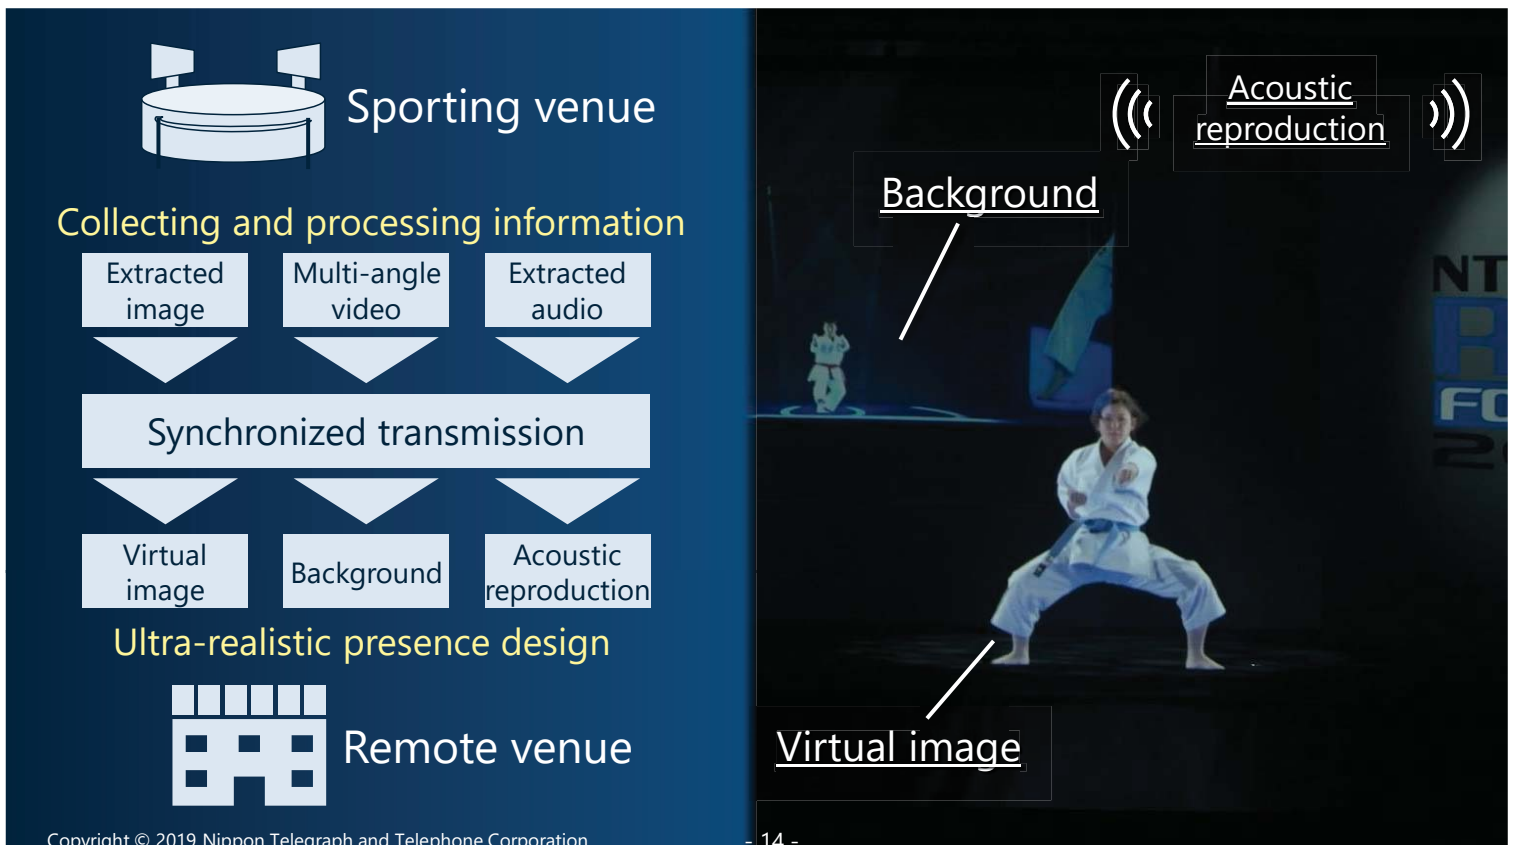 Sporting venue
Collecting and processing information
Extracted
image
Multi-angle
video
Extracted
audio
Synchronized transmission
Virtual
image
Background
Acoustic
reproduction
Ultra-realistic presence design
Remote venue
Acoustic
reproduction
Background
NT
R
FO
Virtual image
Copyright © 2019 Nippon Telegraph and Telephone Corporation
- 14 -